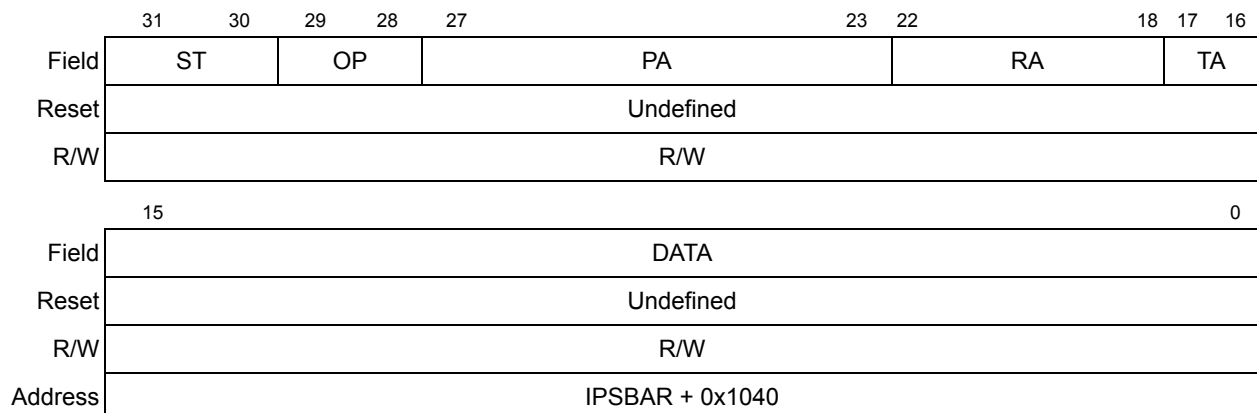 31 30 29 28 27 23 22 18 17 16
Field ST OP PA RA TA
Reset Undefined
R/W R/W
15 0
Field DATA
Reset Undefined
R/W R/W
Address IPSBAR + 0x1040